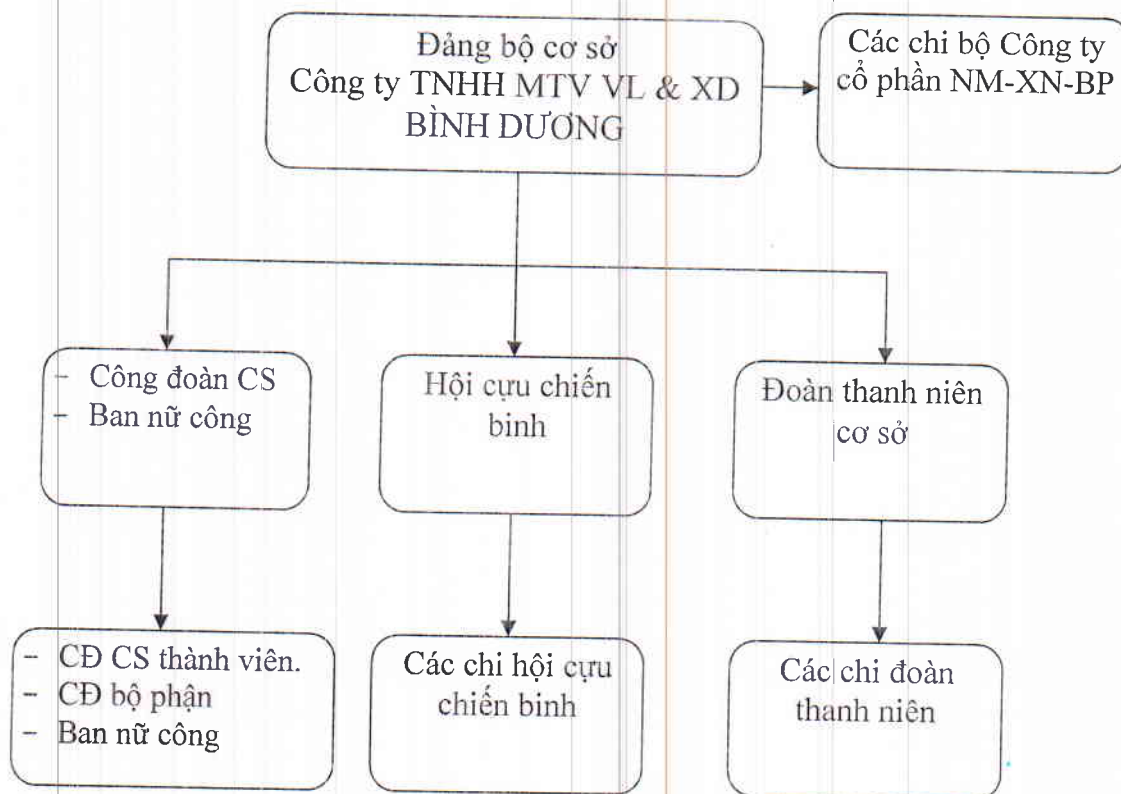 Đảng bộ cơ sở
Công ty TNHH MTV VL & XD
BÌNH DƯƠNG
Các chi bộ Công ty
cổ phần NM-XN-BP
- Công đoàn CS
- Ban nữ công
Hội cựu chiến
binh
Đoàn thanh niên
cơ sở
- CĐ CS thành viên.
- CĐ bộ phận
- Ban nữ công
Các chi hội cựu
chiến binh
Các chi đoàn
thanh niên